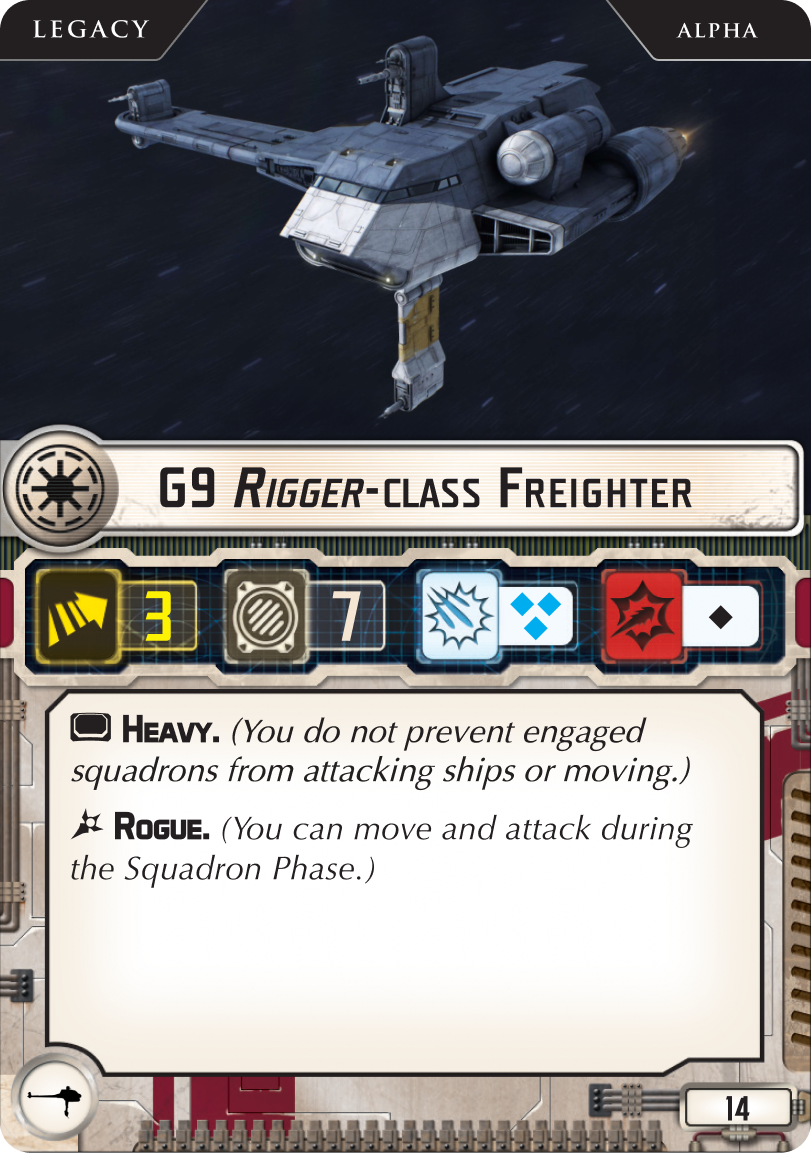 LEGACY
ALPHA
G9 RIGGER-CLASS FREIGHTER
3
7
HEAVY. (You do not prevent engaged
squadrons from attacking ships or moving.)
ROGUE. (You can move and attack during
the Squadron Phase.)
14